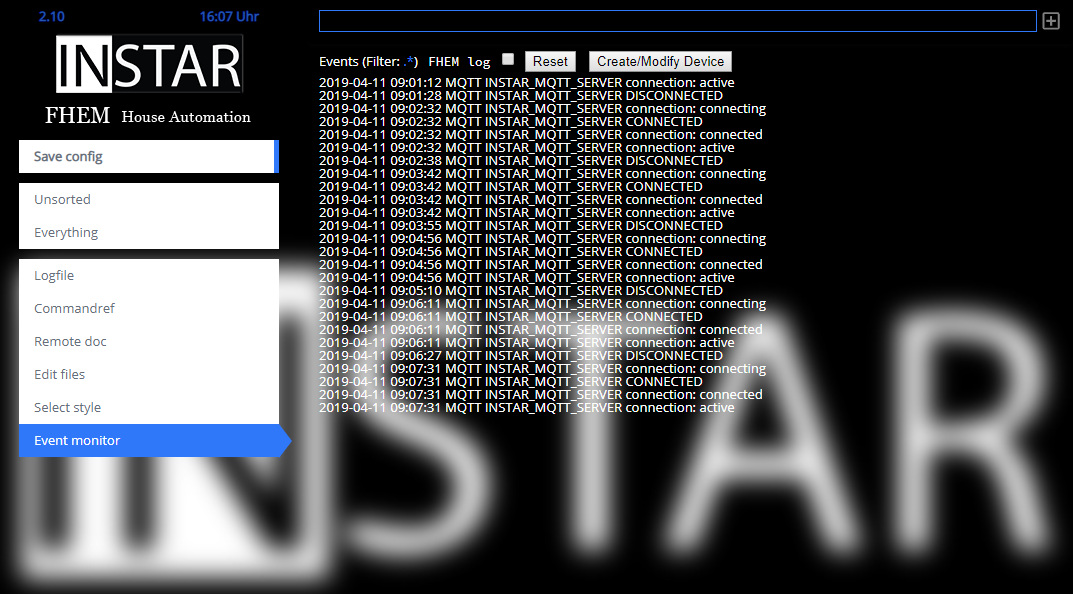 2.10 16:07 Uhr
INSTAR
FHEM House Automation
Save config
Unsorted
Everything
Logfile
Commandref
Remote doc
Edit files
Select style
Event monitor
Events (Filter: .*) FHEM log Reset Create/Modify Device
2019-04-11 09:01:12 MQTT INSTAR_MQTT_SERVER connection: active
2019-04-11 09:01:28 MQTT INSTAR_MQTT_SERVER DISCONNECTED
2019-04-11 09:02:32 MQTT INSTAR_MQTT_SERVER connection: connecting
2019-04-11 09:02:32 MQTT INSTAR_MQTT_SERVER CONNECTED
2019-04-11 09:02:32 MQTT INSTAR_MQTT_SERVER connection: connected
2019-04-11 09:02:32 MQTT INSTAR_MQTT_SERVER connection: active
2019-04-11 09:02:38 MQTT INSTAR_MQTT_SERVER DISCONNECTED
2019-04-11 09:03:42 MQTT INSTAR_MQTT_SERVER connection: connecting
2019-04-11 09:03:42 MQTT INSTAR_MQTT_SERVER CONNECTED
2019-04-11 09:03:42 MQTT INSTAR_MQTT_SERVER connection: connected
2019-04-11 09:03:42 MQTT INSTAR_MQTT_SERVER connection: active
2019-04-11 09:03:55 MQTT INSTAR_MQTT_SERVER DISCONNECTED
2019-04-11 09:04:56 MQTT INSTAR_MQTT_SERVER connection: connecting
2019-04-11 09:04:56 MQTT INSTAR_MQTT_SERVER CONNECTED
2019-04-11 09:04:56 MQTT INSTAR_MQTT_SERVER connection: connected
2019-04-11 09:04:56 MQTT INSTAR_MQTT_SERVER connection: active
2019-04-11 09:05:10 MQTT INSTAR_MQTT_SERVER DISCONNECTED
2019-04-11 09:06:11 MQTT INSTAR_MQTT_SERVER connection: connecting
2019-04-11 09:06:11 MQTT INSTAR_MQTT_SERVER CONNECTED
2019-04-11 09:06:11 MQTT INSTAR_MQTT_SERVER connection: connected
2019-04-11 09:06:11 MQTT INSTAR_MQTT_SERVER connection: active
2019-04-11 09:06:27 MQTT INSTAR_MQTT_SERVER DISCONNECTED
2019-04-11 09:07:31 MQTT INSTAR_MQTT_SERVER connection: connecting
2019-04-11 09:07:31 MQTT INSTAR_MQTT_SERVER CONNECTED
2019-04-11 09:07:31 MQTT INSTAR_MQTT_SERVER connection: connected
2019-04-11 09:07:31 MQTT INSTAR_MQTT_SERVER connection: active
INSTAR